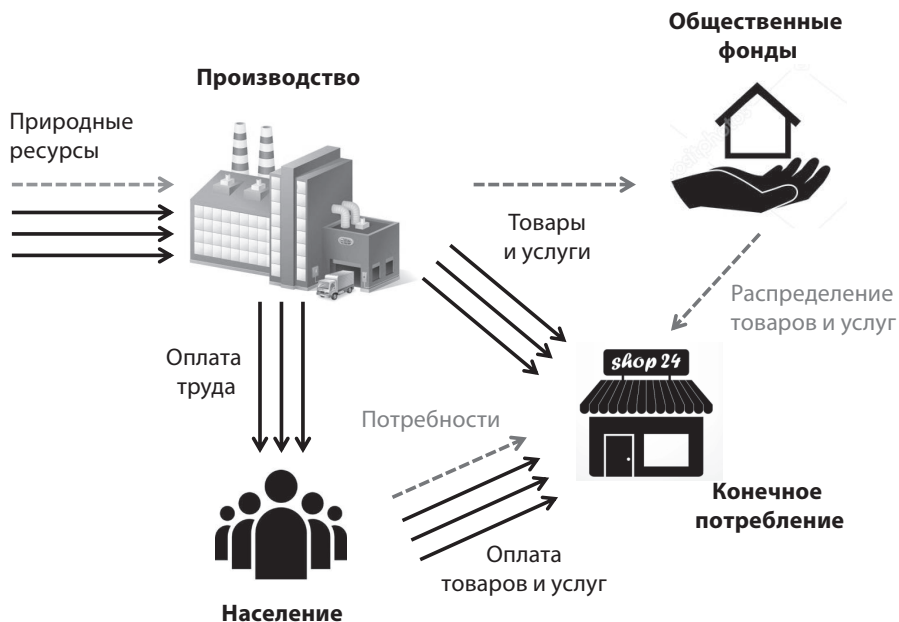 Общественные
фонды
Производство
Природные
ресурсы
Товары
и услуги
Распределение
товаров и услуг
Оплата
труда
shop 24
Потребности
Конечное
потребление
Оплата
товаров и услуг
Население